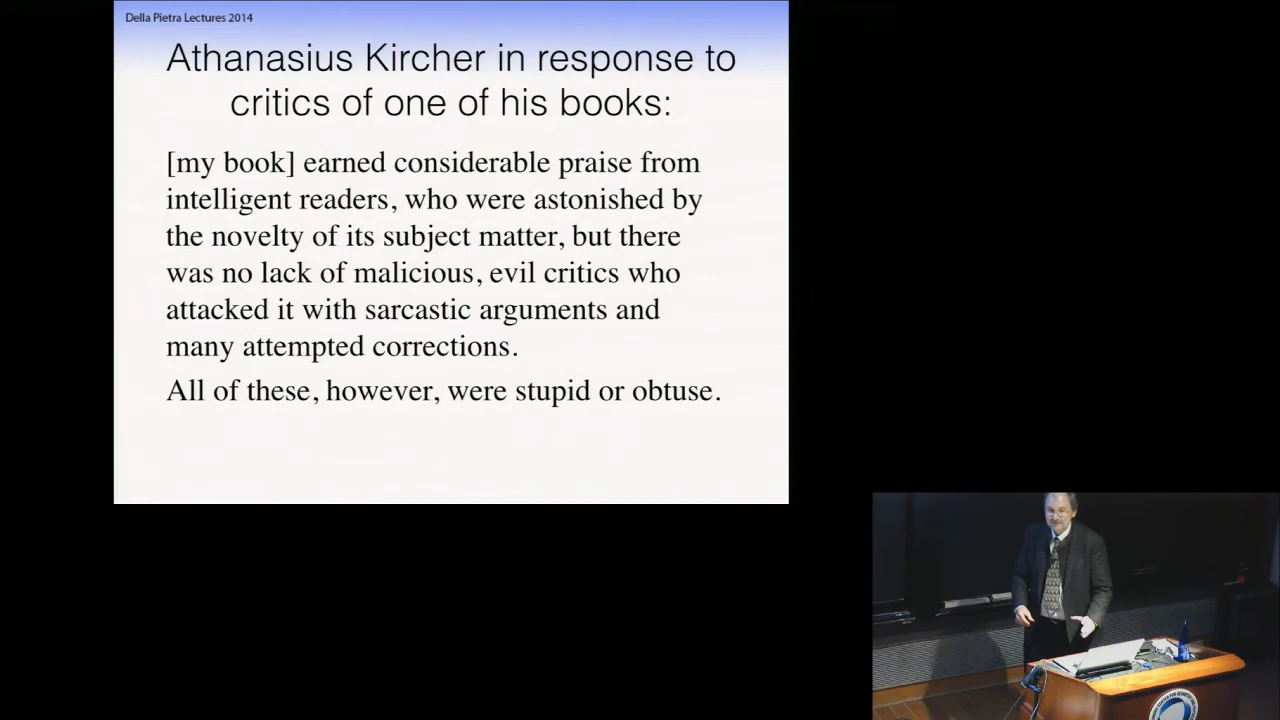 Della Pietra Lectures 2014
Athanasius Kircher in response to
critics of one of his books:
[my book] earned considerable praise from
intelligent readers, who were astonished by
the novelty of its subject matter, but there
was no lack of malicious, evil critics who
attacked it with sarcastic arguments and
many attempted corrections.
All of these, however, were stupid or obtuse.